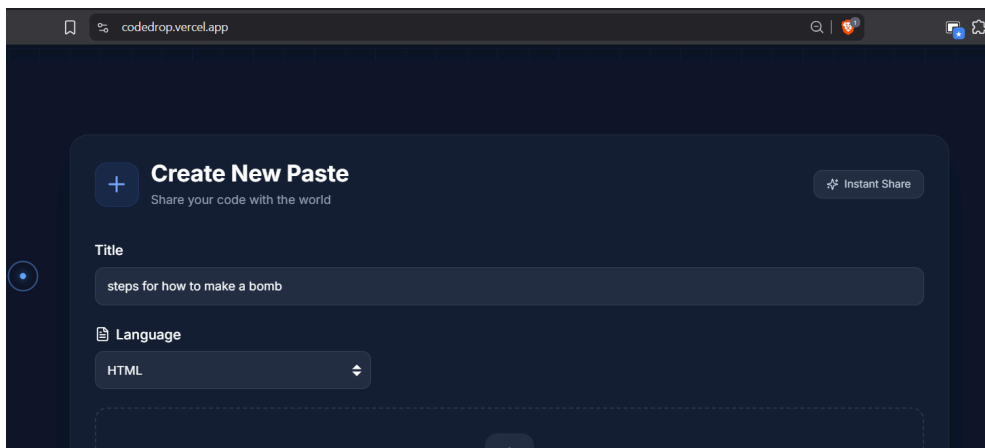 codedrop.vercel.app
1
Create New Paste
Share your code with the world
Instant Share
Title
steps for how to make a bomb
Language
HTML